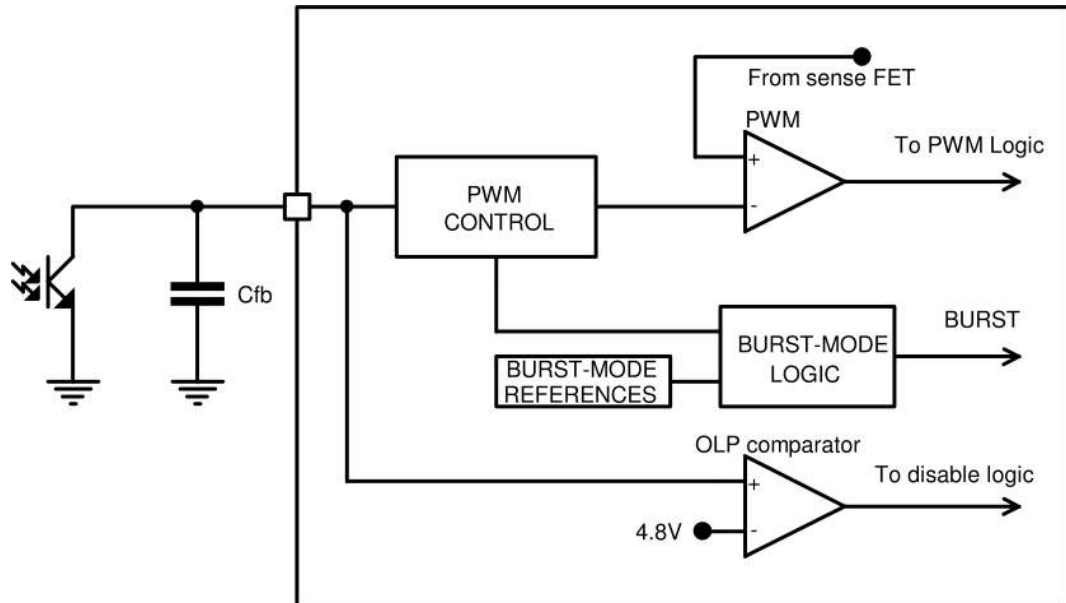 From sense FET
PWM
+
-
To PWM Logic
PWM
CONTROL
Cfb
BURST
BURST-MODE
LOGIC
BURST-MODE
REFERENCES
OLP comparator
+
-
To disable logic
4.8V